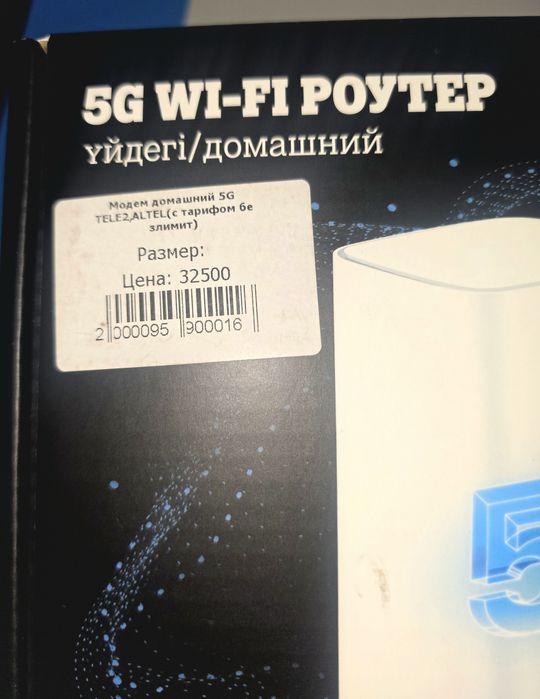 5G WI-FI РОУТЕР
үйдегі/домашний
Модем домашний 5G
TELE2,ALTEL(с тарифом бе
злимит)
Размер:
Цена: 32500
2 000095 900016
5